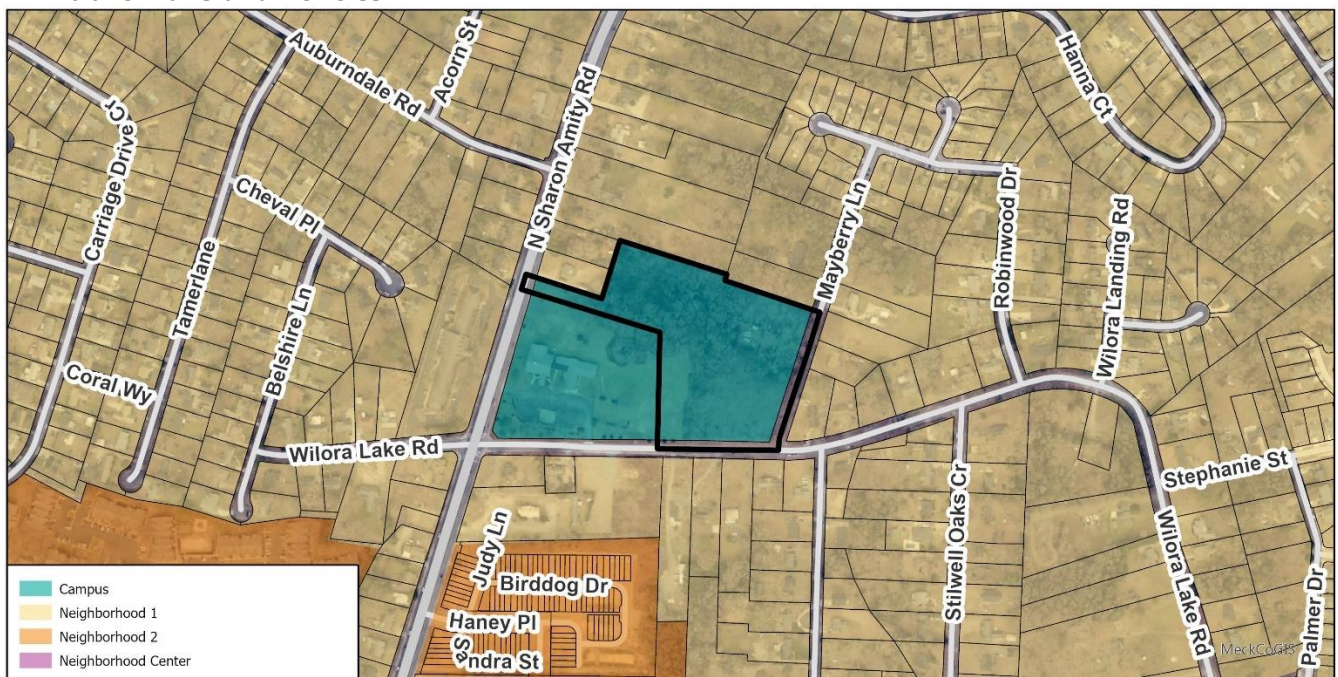 Auburndale Rd
Acorn St
N Sharon Amity Rd
Hanna Ct
Carriage Drive Cr
Cheval Pl
Tamerlane
Belshire Ln
Coral Wy
Mayberry Ln
Robinwood Dr
Wilora Landing Rd
Wilora Lake Rd
Stephanie St
Stilwell Oaks Cr
Wilora Lake Rd
Palmer Dr
Judy Ln
Birddog Dr
Haney Pl
Sandra St
Campus
Neighborhood 1
Neighborhood 2
Neighborhood Center
MeckCoGIS